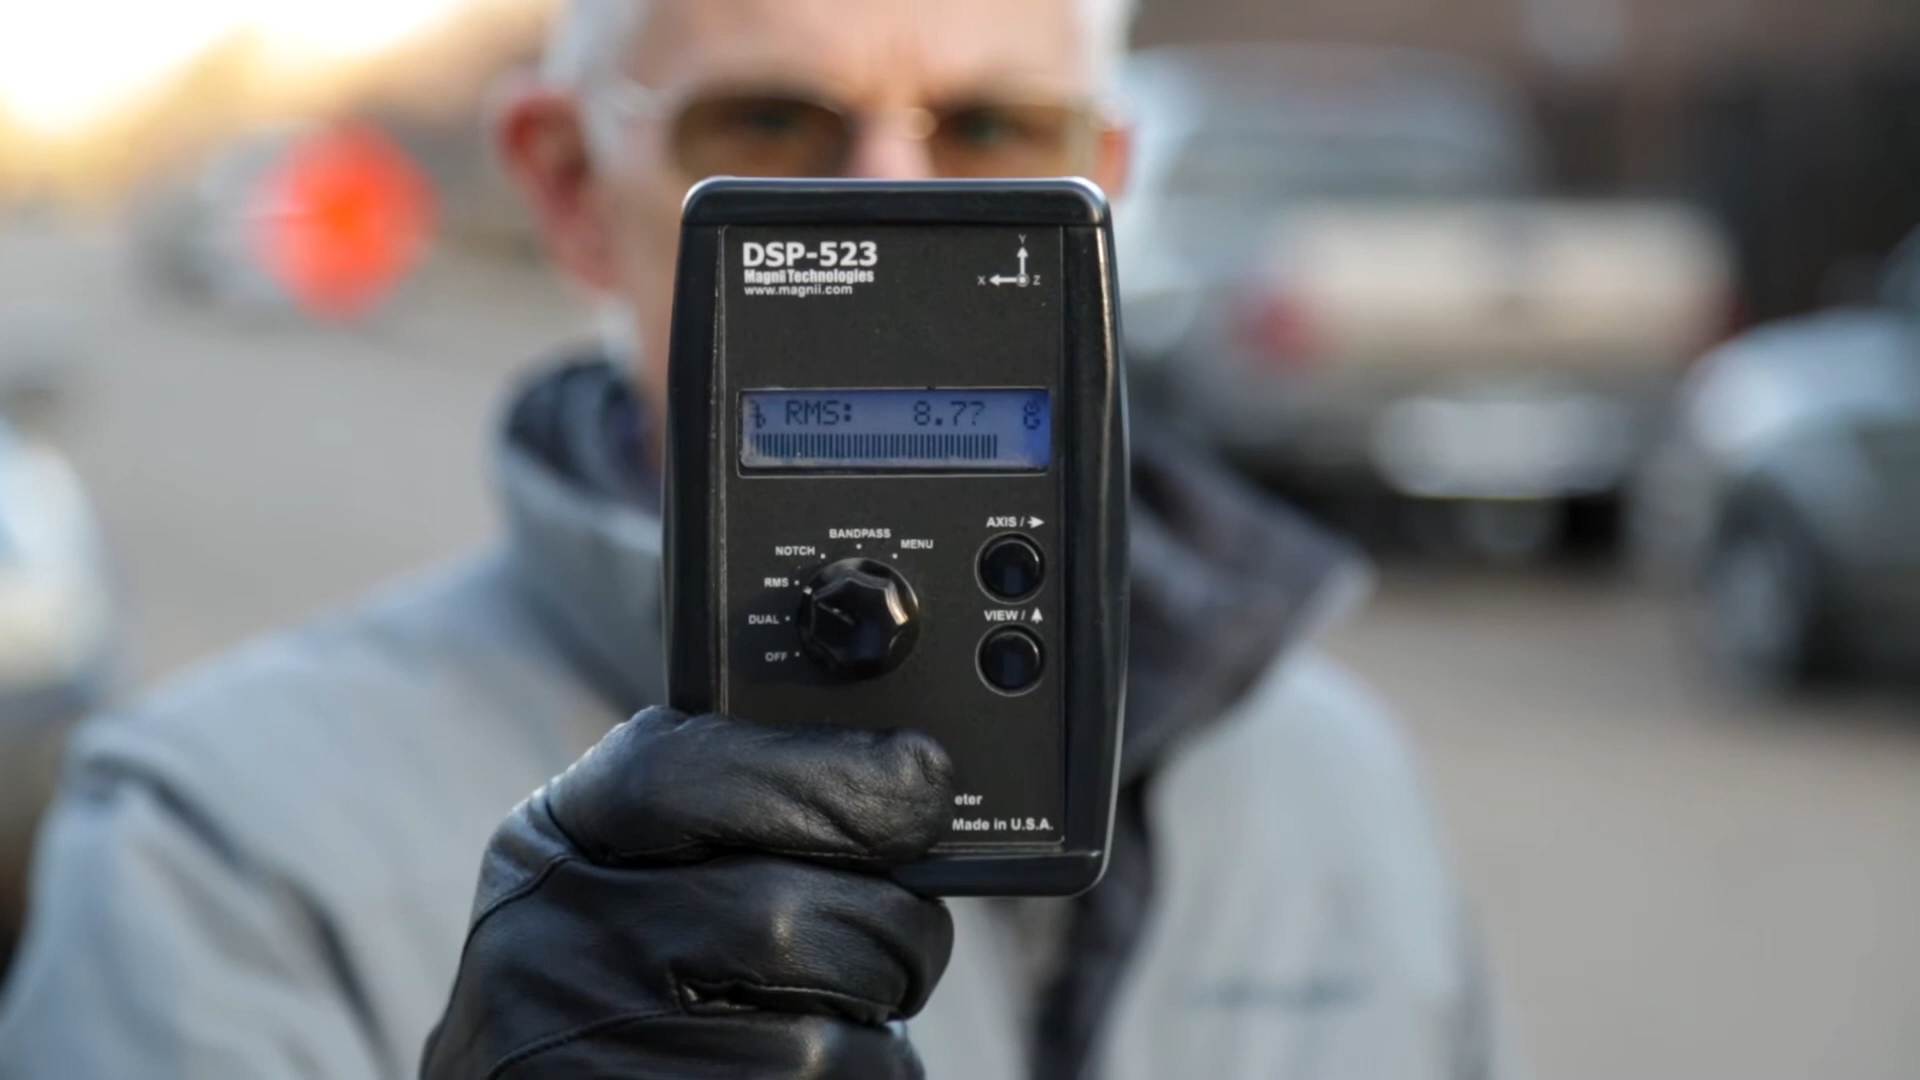 DSP-523
Magnii Technologies
www.magnii.com
Y
X Z
RMS: 8.77 G
BANDPASS
NOTCH MENU
RMS
DUAL
OFF
AXIS /
VIEW /
eter
Made in U.S.A.